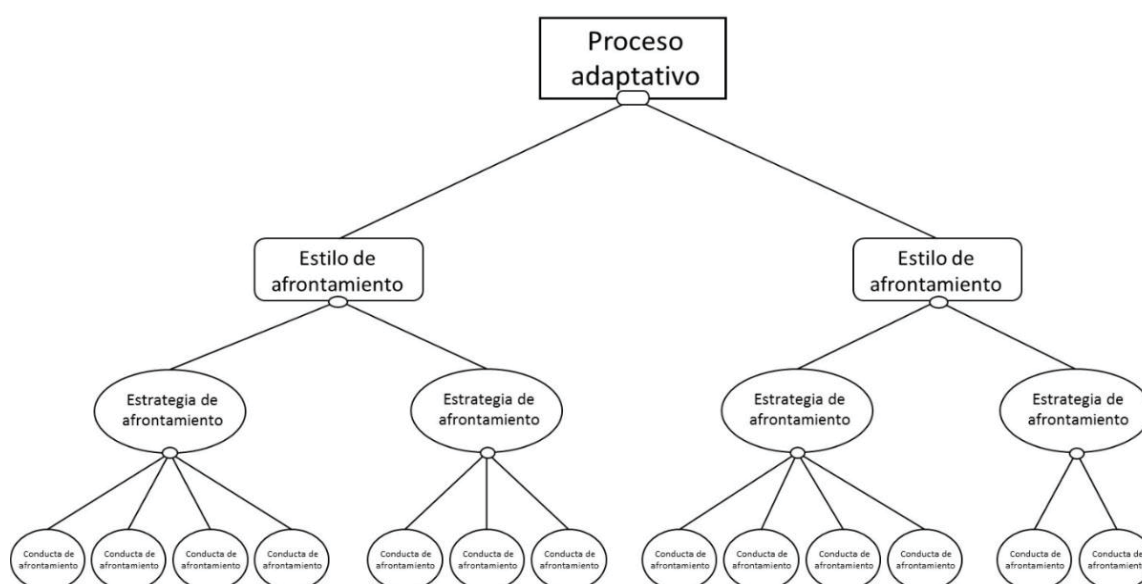 Proceso
adaptativo
Estilo de
afrontamiento
Estilo de
afrontamiento
Estrategia de
afrontamiento
Estrategia de
afrontamiento
Estrategia de
afrontamiento
Estrategia de
afrontamiento
Conducta de
afrontamiento
Conducta de
afrontamiento
Conducta de
afrontamiento
Conducta de
afrontamiento
Conducta de
afrontamiento
Conducta de
afrontamiento
Conducta de
afrontamiento
Conducta de
afrontamiento
Conducta de
afrontamiento
Conducta de
afrontamiento
Conducta de
afrontamiento
Conducta de
afrontamiento
Conducta de
afrontamiento